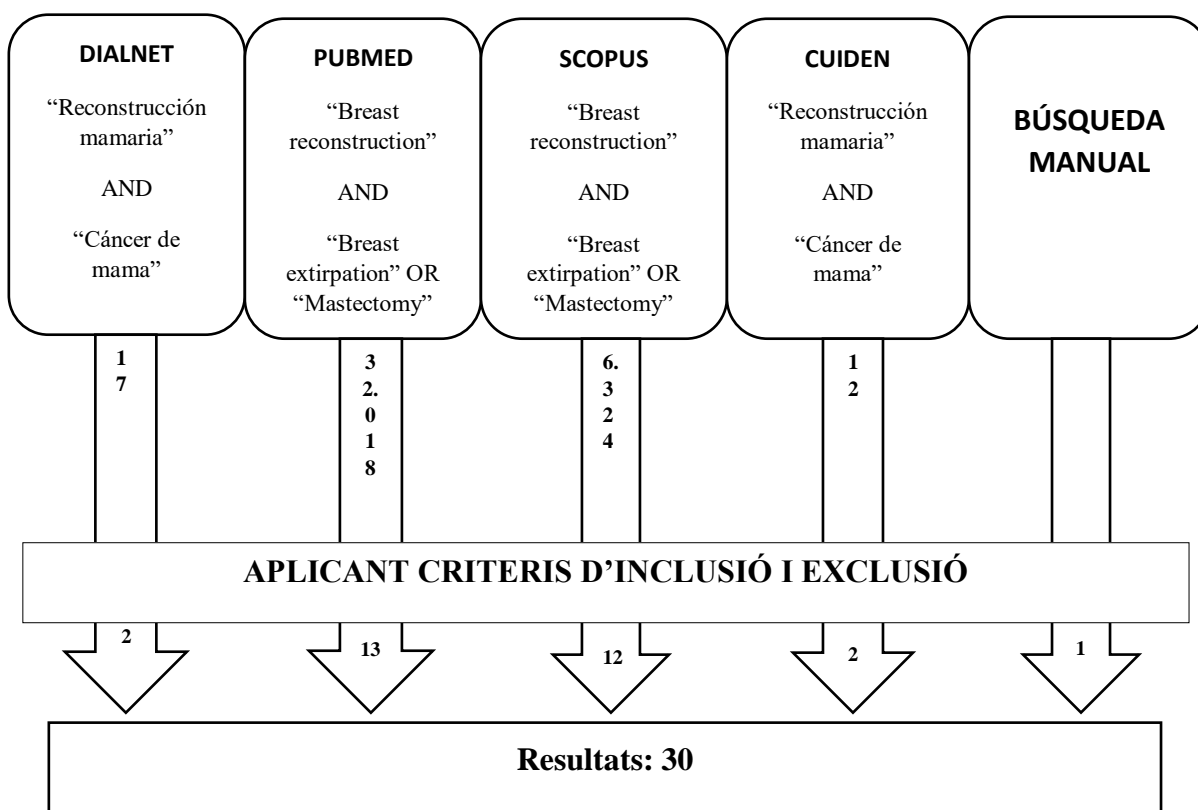 DIALNET
“Reconstrucción
mamaria”
AND
“Cáncer de
mama”
PUBMED
“Breast
reconstruction”
AND
“Breast
extirpation” OR
“Mastectomy”
SCOPUS
“Breast
reconstruction”
AND
“Breast
extirpation” OR
“Mastectomy”
CUIDEN
“Reconstrucción
mamaria”
AND
“Cáncer de
mama”
BÚSQUEDA
MANUAL
1
7
3
2.
0
1
8
6.
3
2
4
1
2
APLICANT CRITERIS D’INCLUSIÓ I EXCLUSIÓ
2
13
12
2
1
Resultats: 30